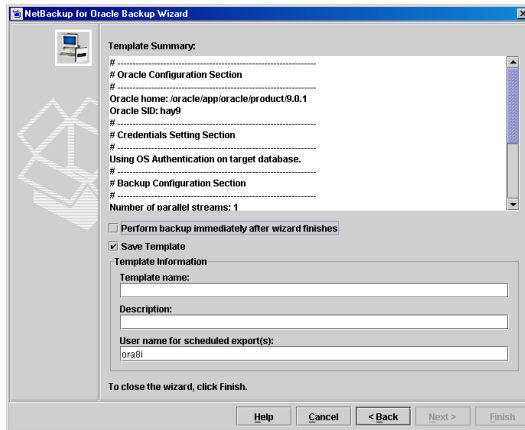 NetBackup for Oracle Backup Wizard
Template Summary:
# ----------------------------------------------------------------
# Oracle Configuration Section
# ----------------------------------------------------------------
Oracle home: /oracle/app/oracle/product/9.0.1
Oracle SID: hay9
# ----------------------------------------------------------------
# Credentials Setting Section
# ----------------------------------------------------------------
Using OS Authentication on target database.
# ----------------------------------------------------------------
# Backup Configuration Section
# ----------------------------------------------------------------
Number of parallel streams: 1
Perform backup immediately after wizard finishes
Save Template
Template Information
Template name:
Description:
User name for scheduled export(s):
ora8i
To close the wizard, click Finish.
Help Cancel < Back Next > Finish